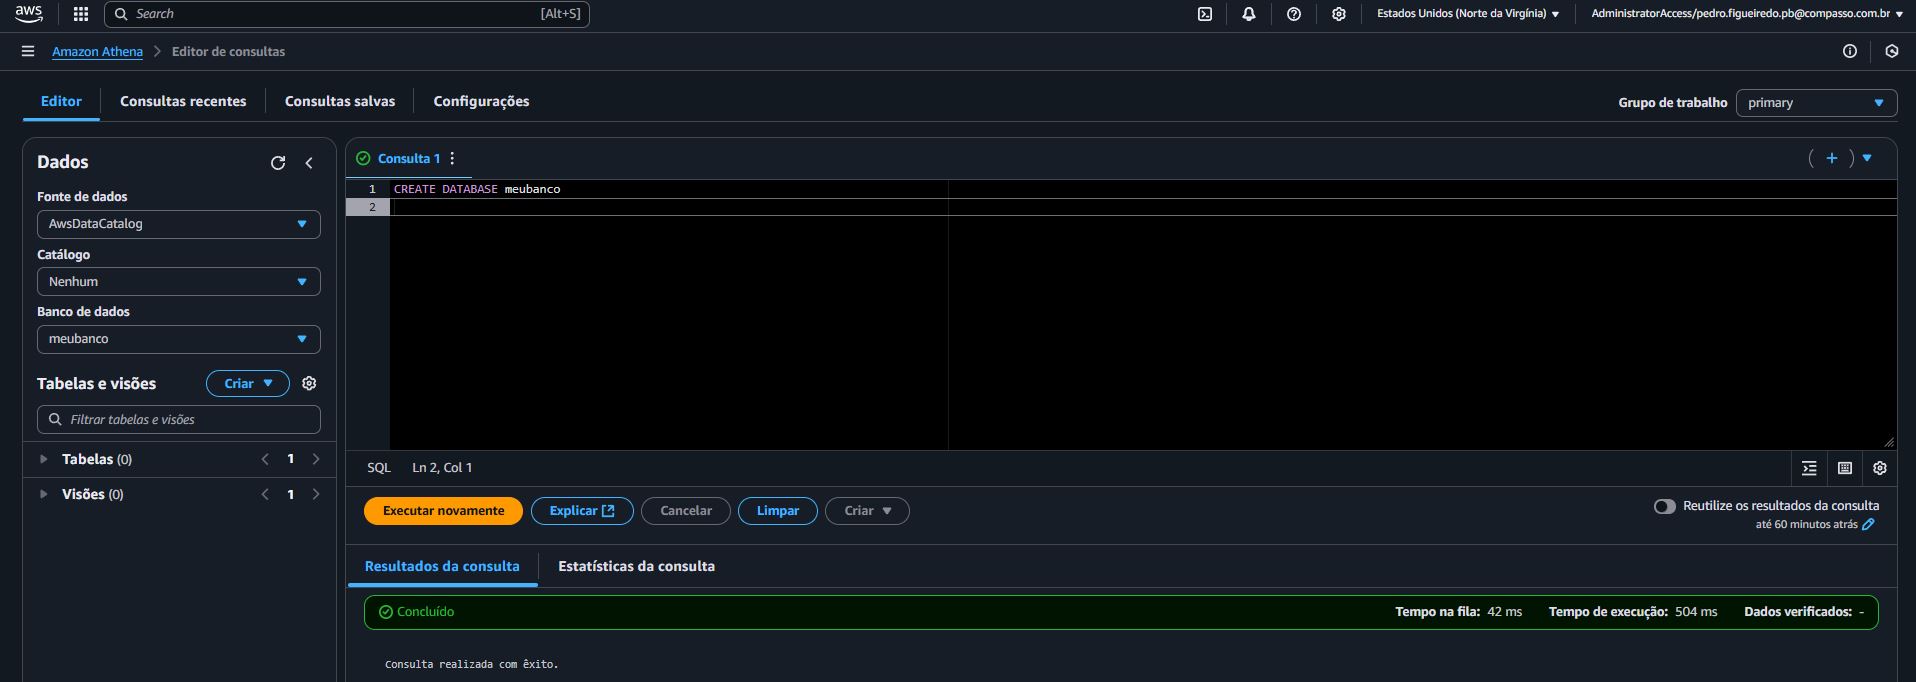 aws Search [Alt+S] Estados Unidos (Norte da Virgínia) AdministratorAccess/pedro.figueiredo.pb@compasso.com.br
Amazon Athena > Editor de consultas
Editor Consultas recentes Consultas salvas Configurações Grupo de trabalho primary
Dados
Fonte de dados
AwsDataCatalog
Catálogo
Nenhum
Banco de dados
meubanco
Tabelas e visões Criar
Filtrar tabelas e visões
Tabelas (0) < 1 >
Visões (0) < 1 >
Consulta 1
1 CREATE DATABASE meubanco
2
SQL Ln 2, Col 1
Executar novamente Explicar Cancelar Limpar Criar
Reutilize os resultados da consulta
até 60 minutos atrás
Resultados da consulta Estatísticas da consulta
Concluído Tempo na fila: 42 ms Tempo de execução: 504 ms Dados verificados: -
Consulta realizada com êxito.